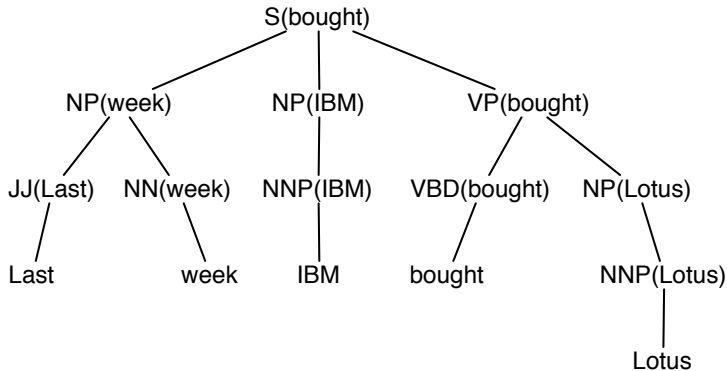 S(bought)
NP(week) NP(IBM) VP(bought)
JJ(Last) NN(week) NNP(IBM) VBD(bought) NP(Lotus)
Last week IBM bought NNP(Lotus)
Lotus